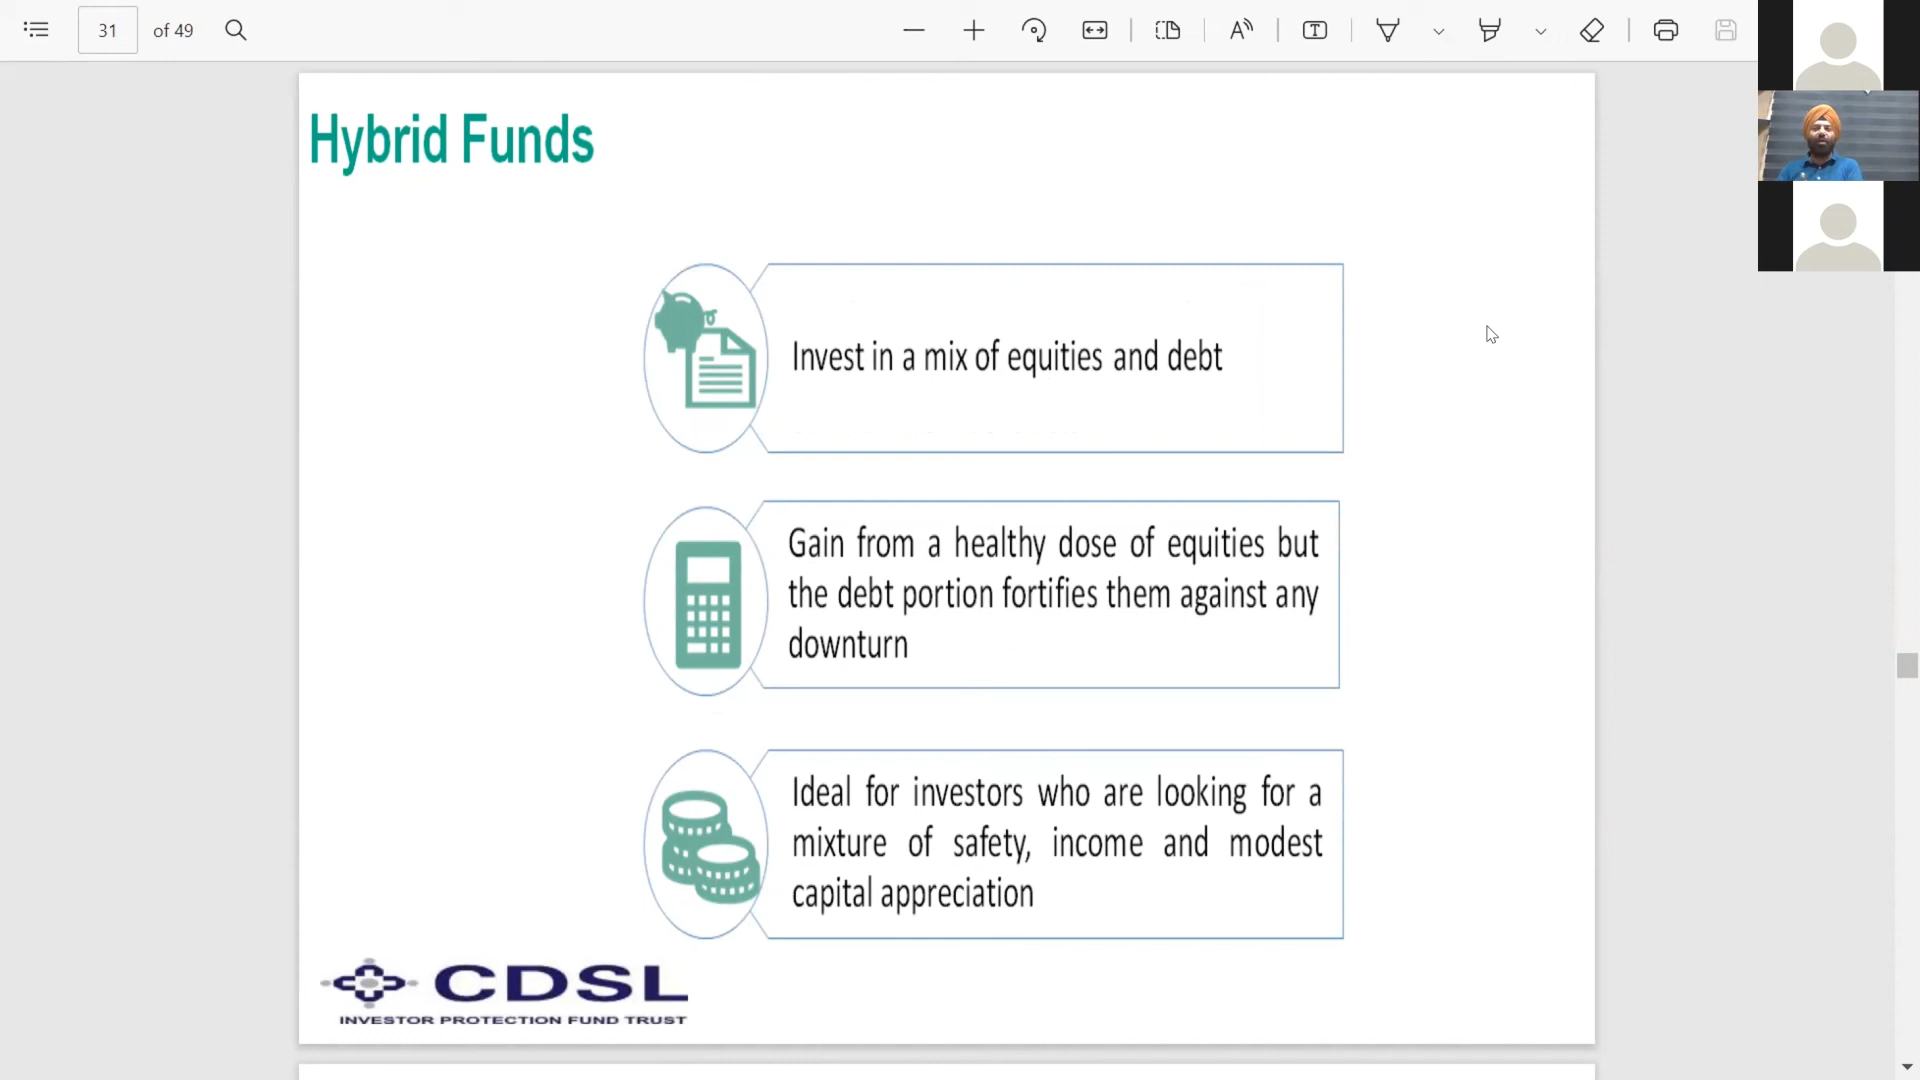 31 of 49
Hybrid Funds
Invest in a mix of equities and debt
Gain from a healthy dose of equities but
the debt portion fortifies them against any
downturn
Ideal for investors who are looking for a
mixture of safety, income and modest
capital appreciation
CDSL
INVESTOR PROTECTION FUND TRUST